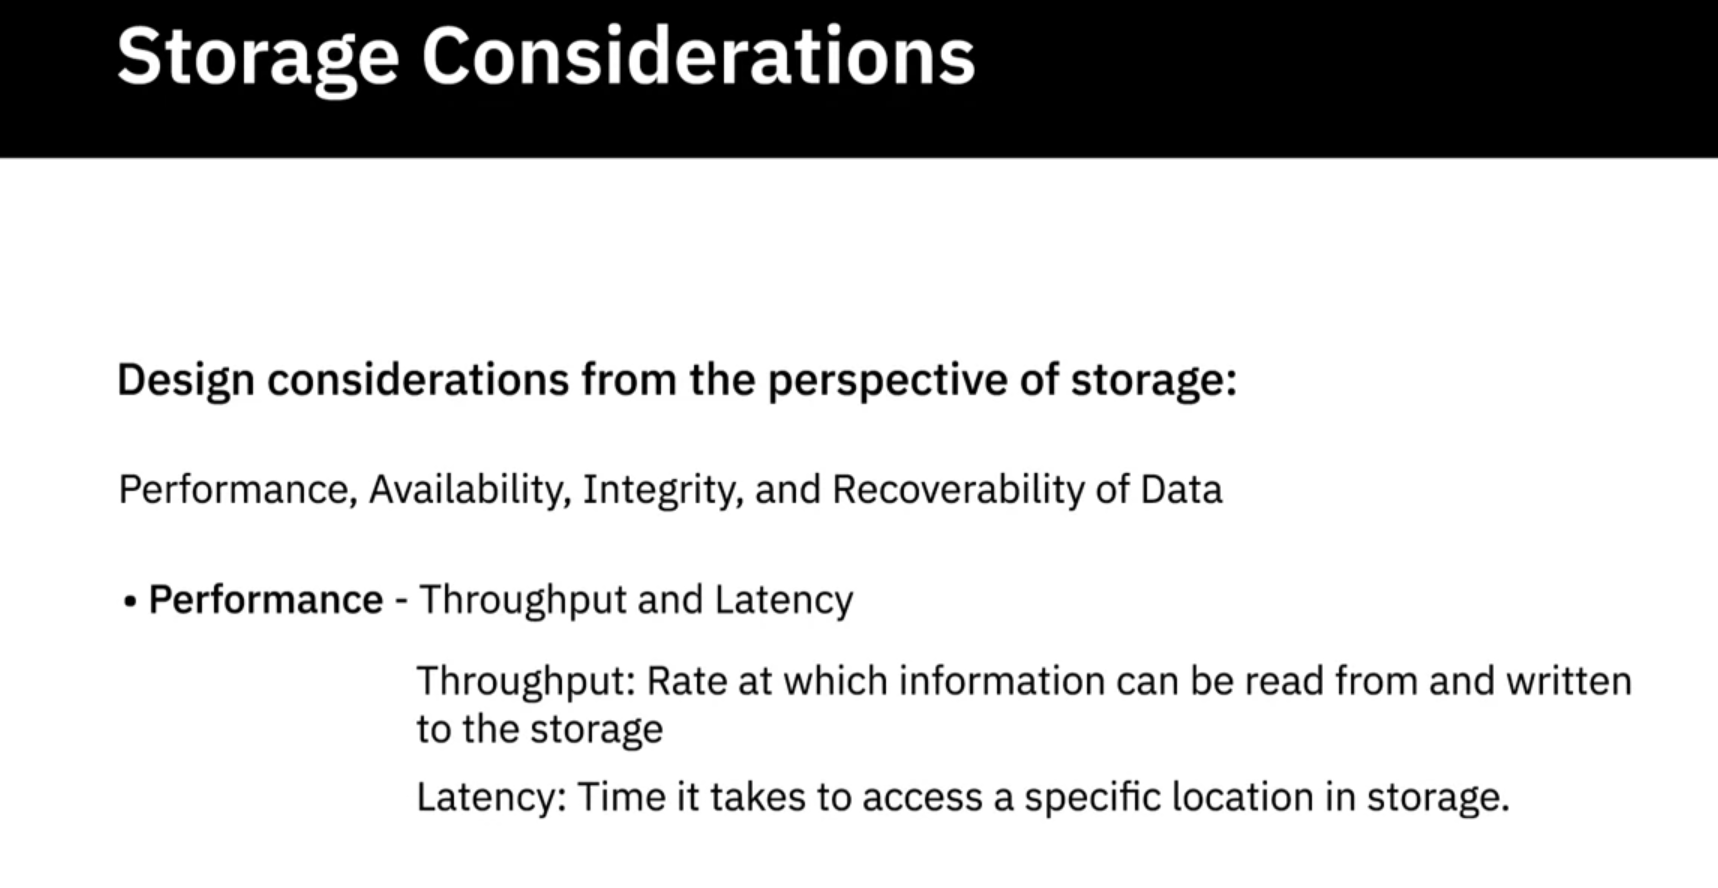 Storage Considerations
Design considerations from the perspective of storage:
Performance, Availability, Integrity, and Recoverability of Data
• Performance - Throughput and Latency
Throughput: Rate at which information can be read from and written
to the storage
Latency: Time it takes to access a specific location in storage.